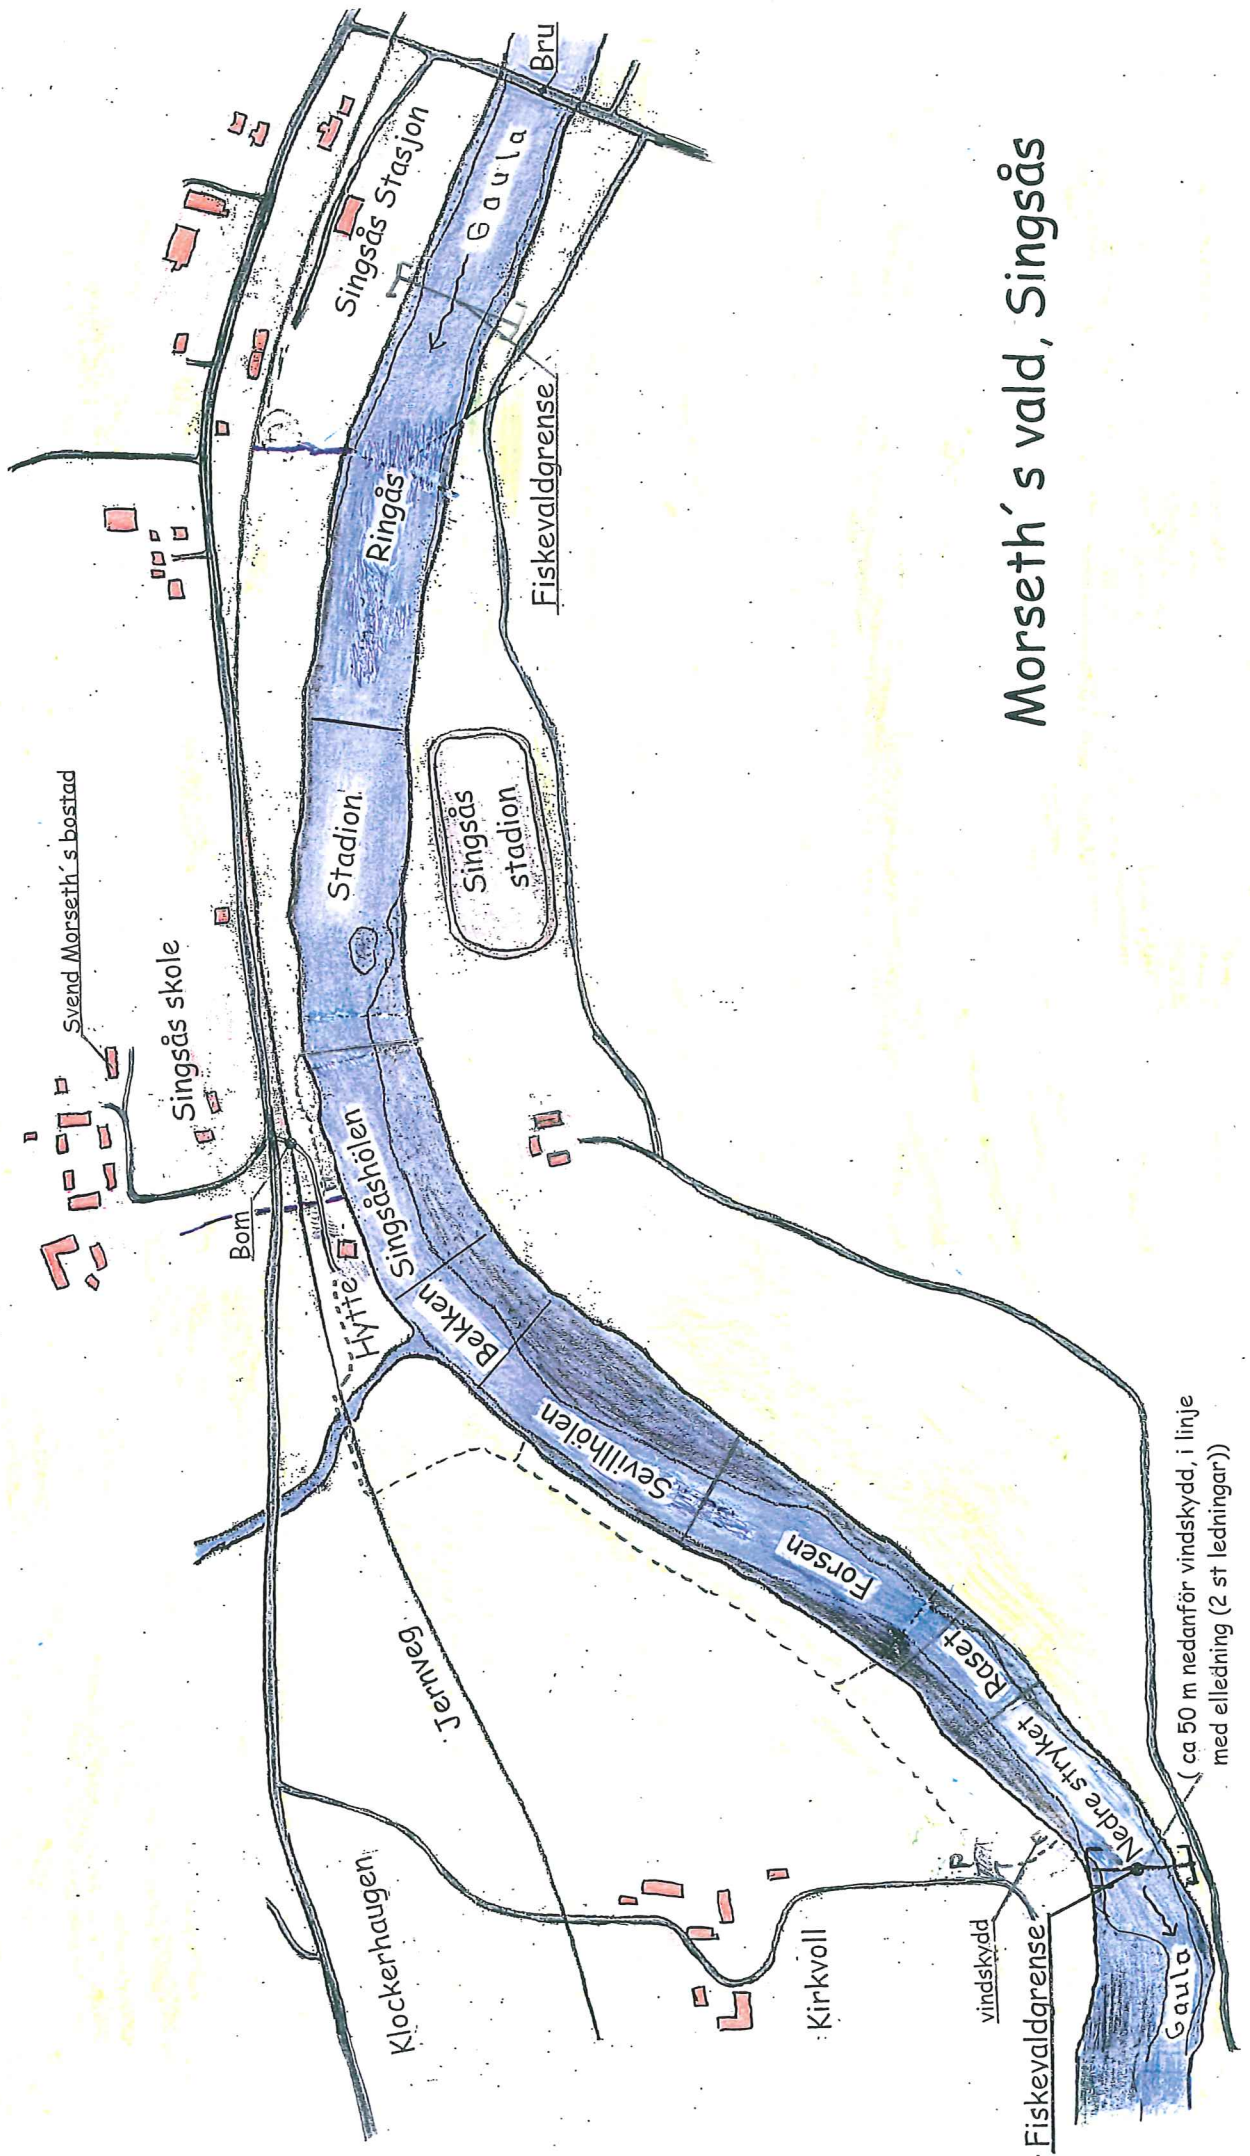 Morseth´s vald, Singsås
Svend Morseth´s bostad
Singsås skole
Bom
Hytte
Jernveg
Klockerhaugen
Kirkvoll
vindskydd
P
Fiskevaldgrense
Gaula
Nedre stryket
Raset
Forsen
Sevillhölen
Bekken
Singsåshölen
Stadion
Singsås
stadion
Ringås
Fiskevaldgrense
Gaula
Bru
Singsås Stasjon
( ca 50 m nedanför vindskydd, i linje
med elledning (2 st ledningar))